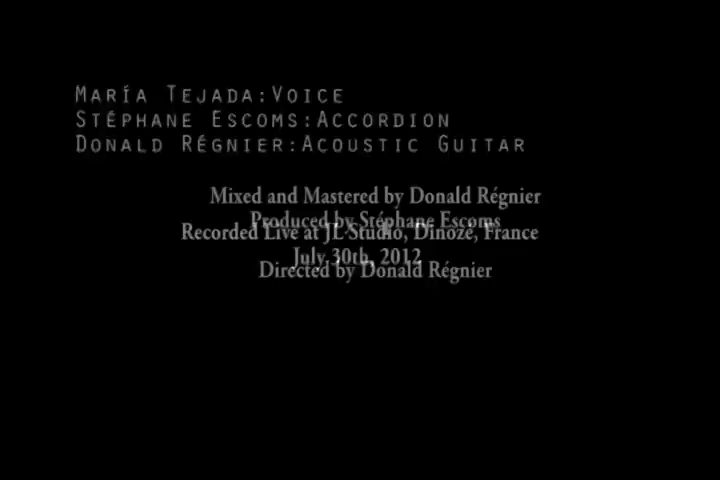 MARÍA TEJADA:VOICE
STÉPHANE ESCOMS:ACCORDION
DONALD RÉGNIER:ACOUSTIC GUITAR
Mixed and Mastered by Donald Régnier
Produced by Stéphane Escoms
Recorded Live at JL Studio, Dinozé, France
July 30th, 2012
Directed by Donald Régnier